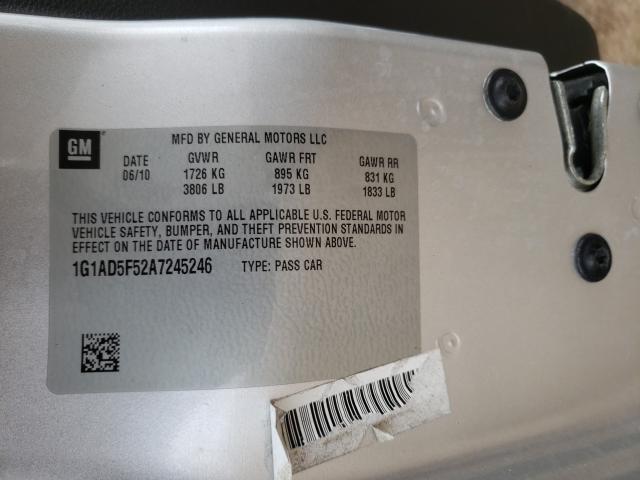 GM
MFD BY GENERAL MOTORS LLC
DATE GVWR GAWR FRT GAWR RR
06/10 1726 KG 895 KG 831 KG
3806 LB 1973 LB 1833 LB
THIS VEHICLE CONFORMS TO ALL APPLICABLE U.S. FEDERAL MOTOR
VEHICLE SAFETY, BUMPER, AND THEFT PREVENTION STANDARDS IN
EFFECT ON THE DATE OF MANUFACTURE SHOWN ABOVE.
1G1AD5F52A7245246 TYPE: PASS CAR